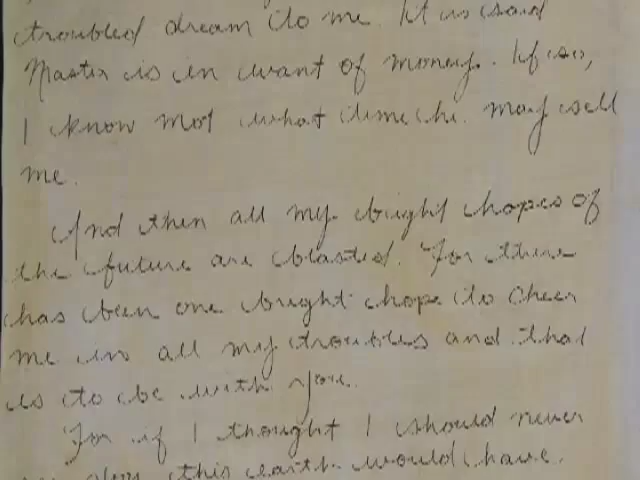 troubled dream to me. It is said
Master is in want of money. If so,
I know not what time he may sell
me.
And then all my bright hopes of
the future are blasted. For there
has been one bright hope to cheer
me in all my troubles and that
is to be with you.
For if I thought I should never
this earth would have